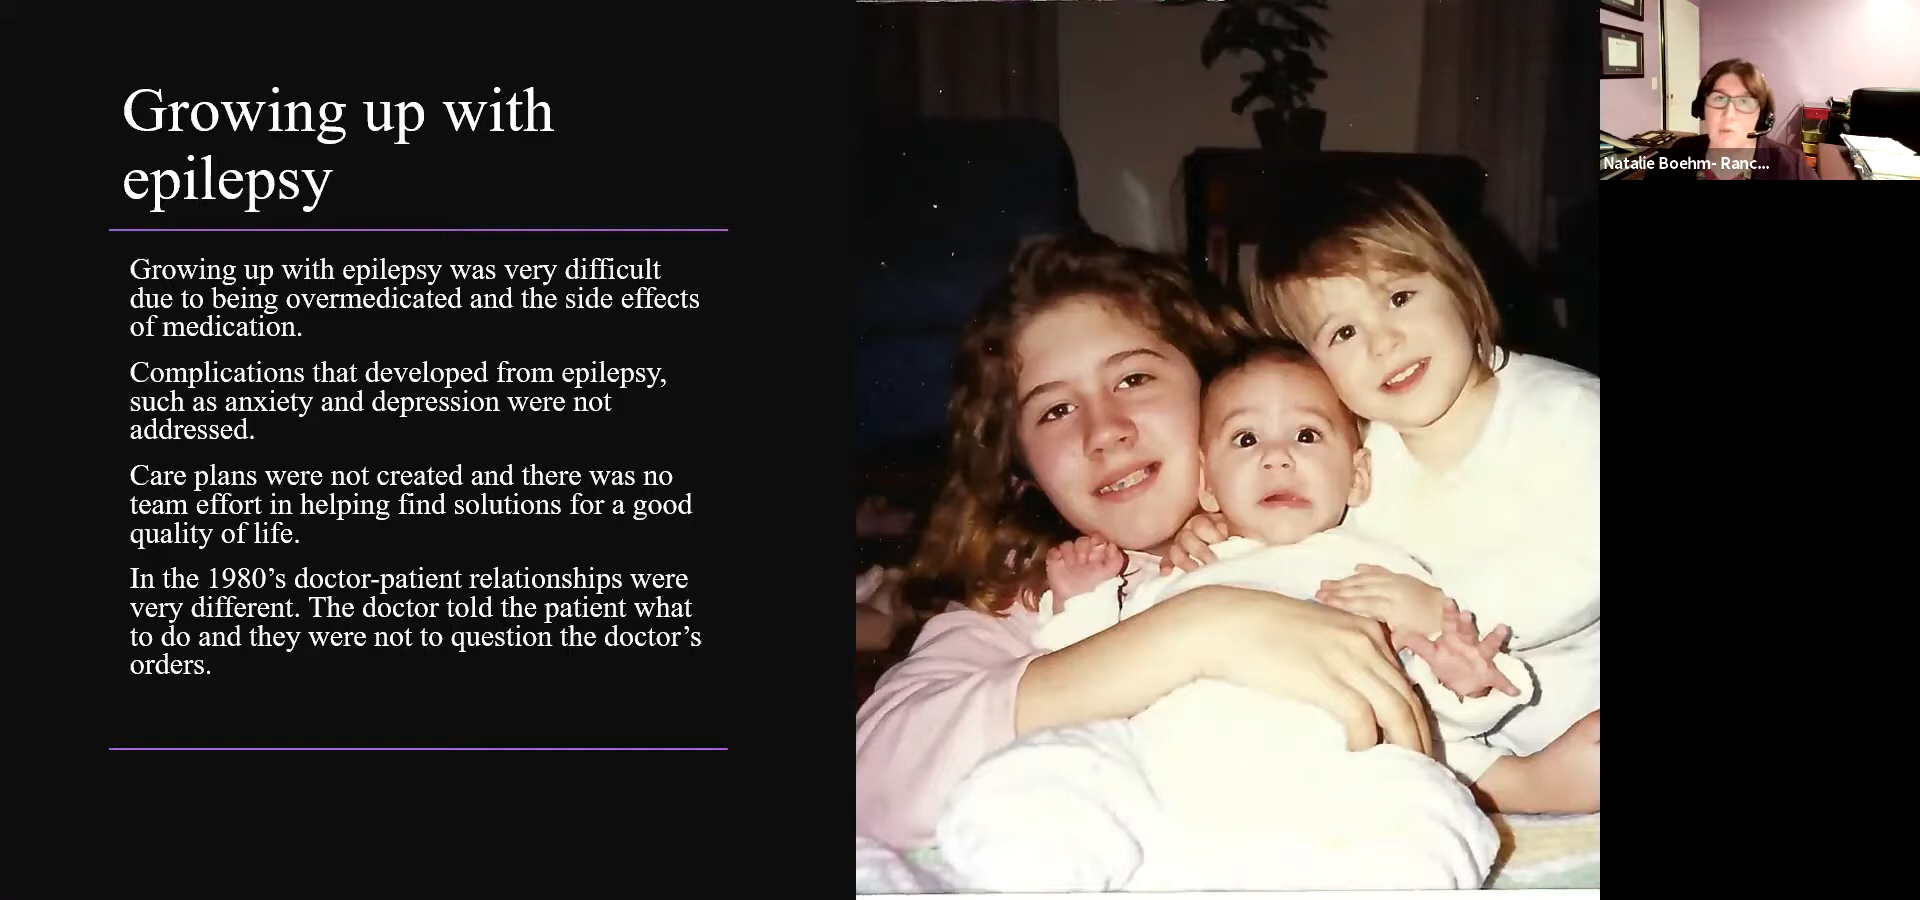 Growing up with
epilepsy
Growing up with epilepsy was very difficult
due to being overmedicated and the side effects
of medication.
Complications that developed from epilepsy,
such as anxiety and depression were not
addressed.
Care plans were not created and there was no
team effort in helping find solutions for a good
quality of life.
In the 1980’s doctor-patient relationships were
very different. The doctor told the patient what
to do and they were not to question the doctor’s
orders.
Natalie Boehm- Ranc...